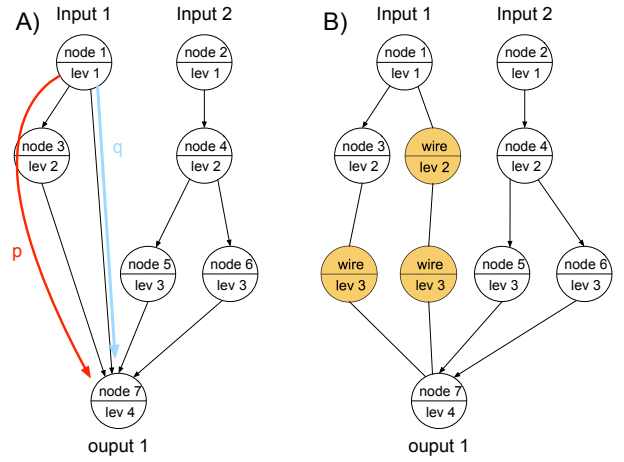 A)
Input 1
Input 2
node 1
lev 1
node 2
lev 1
q
node 3
lev 2
node 4
lev 2
p
node 5
lev 3
node 6
lev 3
node 7
lev 4
ouput 1
B)
Input 1
Input 2
node 1
lev 1
node 2
lev 1
node 3
lev 2
wire
lev 2
node 4
lev 2
wire
lev 3
wire
lev 3
node 5
lev 3
node 6
lev 3
node 7
lev 4
ouput 1